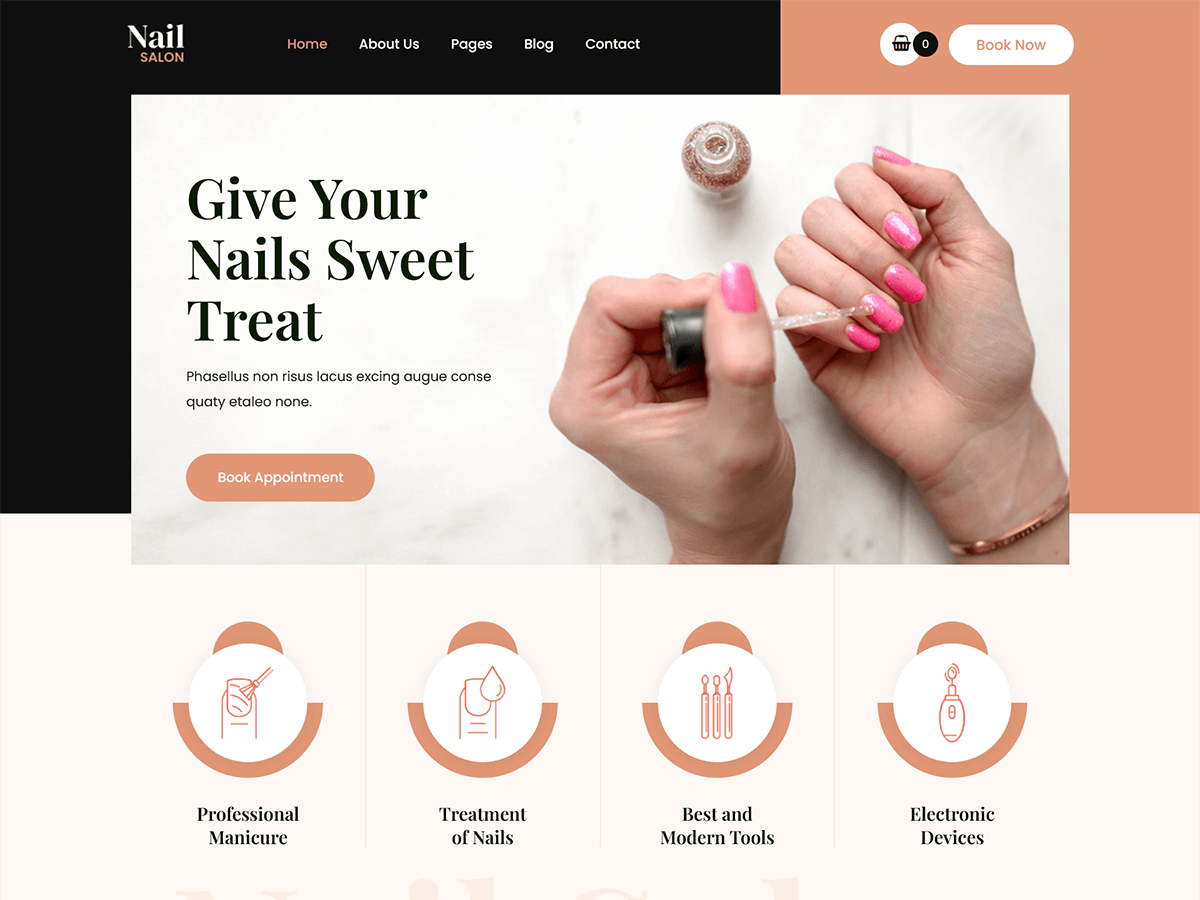 Nail
SALON
Home About Us Pages Blog Contact
0
Book Now
Give Your
Nails Sweet
Treat
Phasellus non risus lacus excing augue conse
quaty etaleo none.
Book Appointment
Professional
Manicure
Treatment
of Nails
Best and
Modern Tools
Electronic
Devices